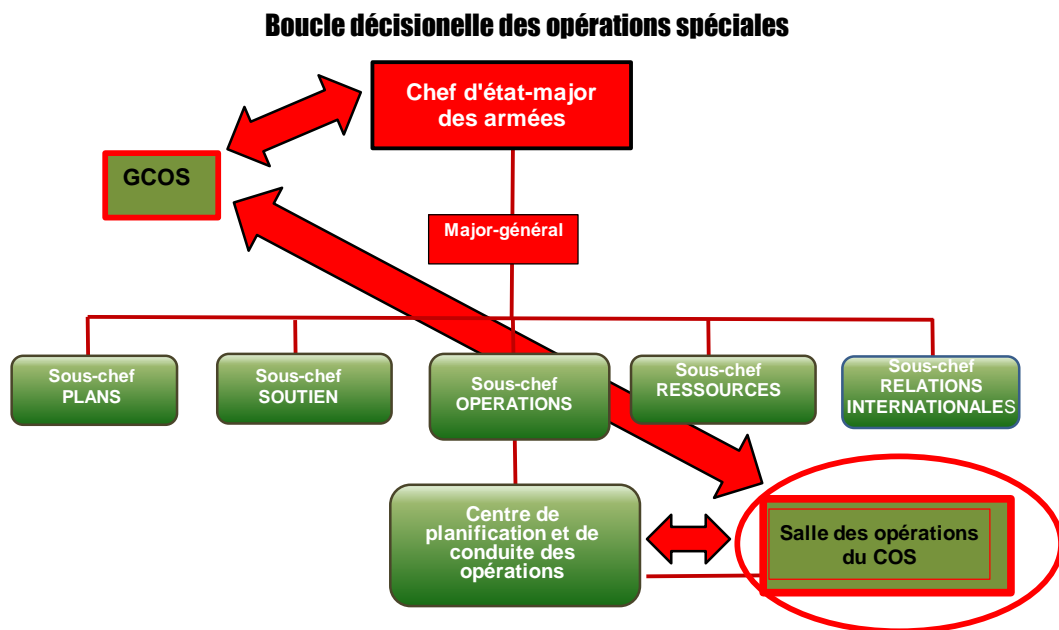 Boucle décisionelle des opérations spéciales
Chef d'état-major
des armées
GCOS
Major-général
Sous-chef
PLANS
Sous-chef
SOUTIEN
Sous-chef
OPERATIONS
Sous-chef
RESSOURCES
Sous-chef
RELATIONS
INTERNATIONALES
Centre de
planification et de
conduite des
opérations
Salle des opérations
du COS